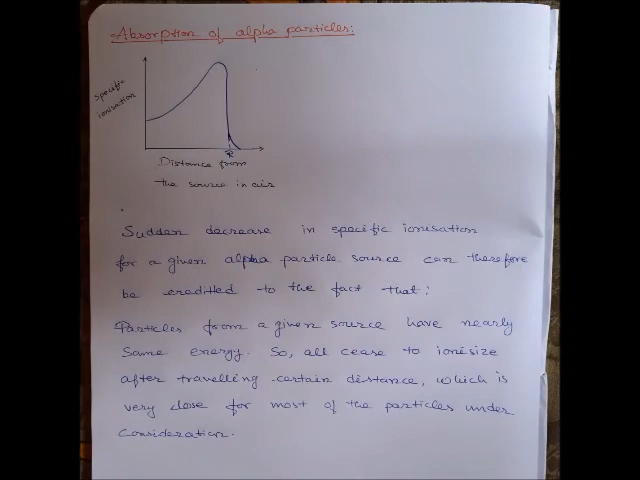 Absorption of alpha particles:
Specific
ionisation
R
Distance from
the source in air
Sudden decrease in specific ionisation
for a given alpha particle source can therefore
be creditted to the fact that:
Particles from a given source have nearly
Same energy. So, all cease to ionisize
after travelling certain distance, which is
very close for most of the particles under
Consideration.